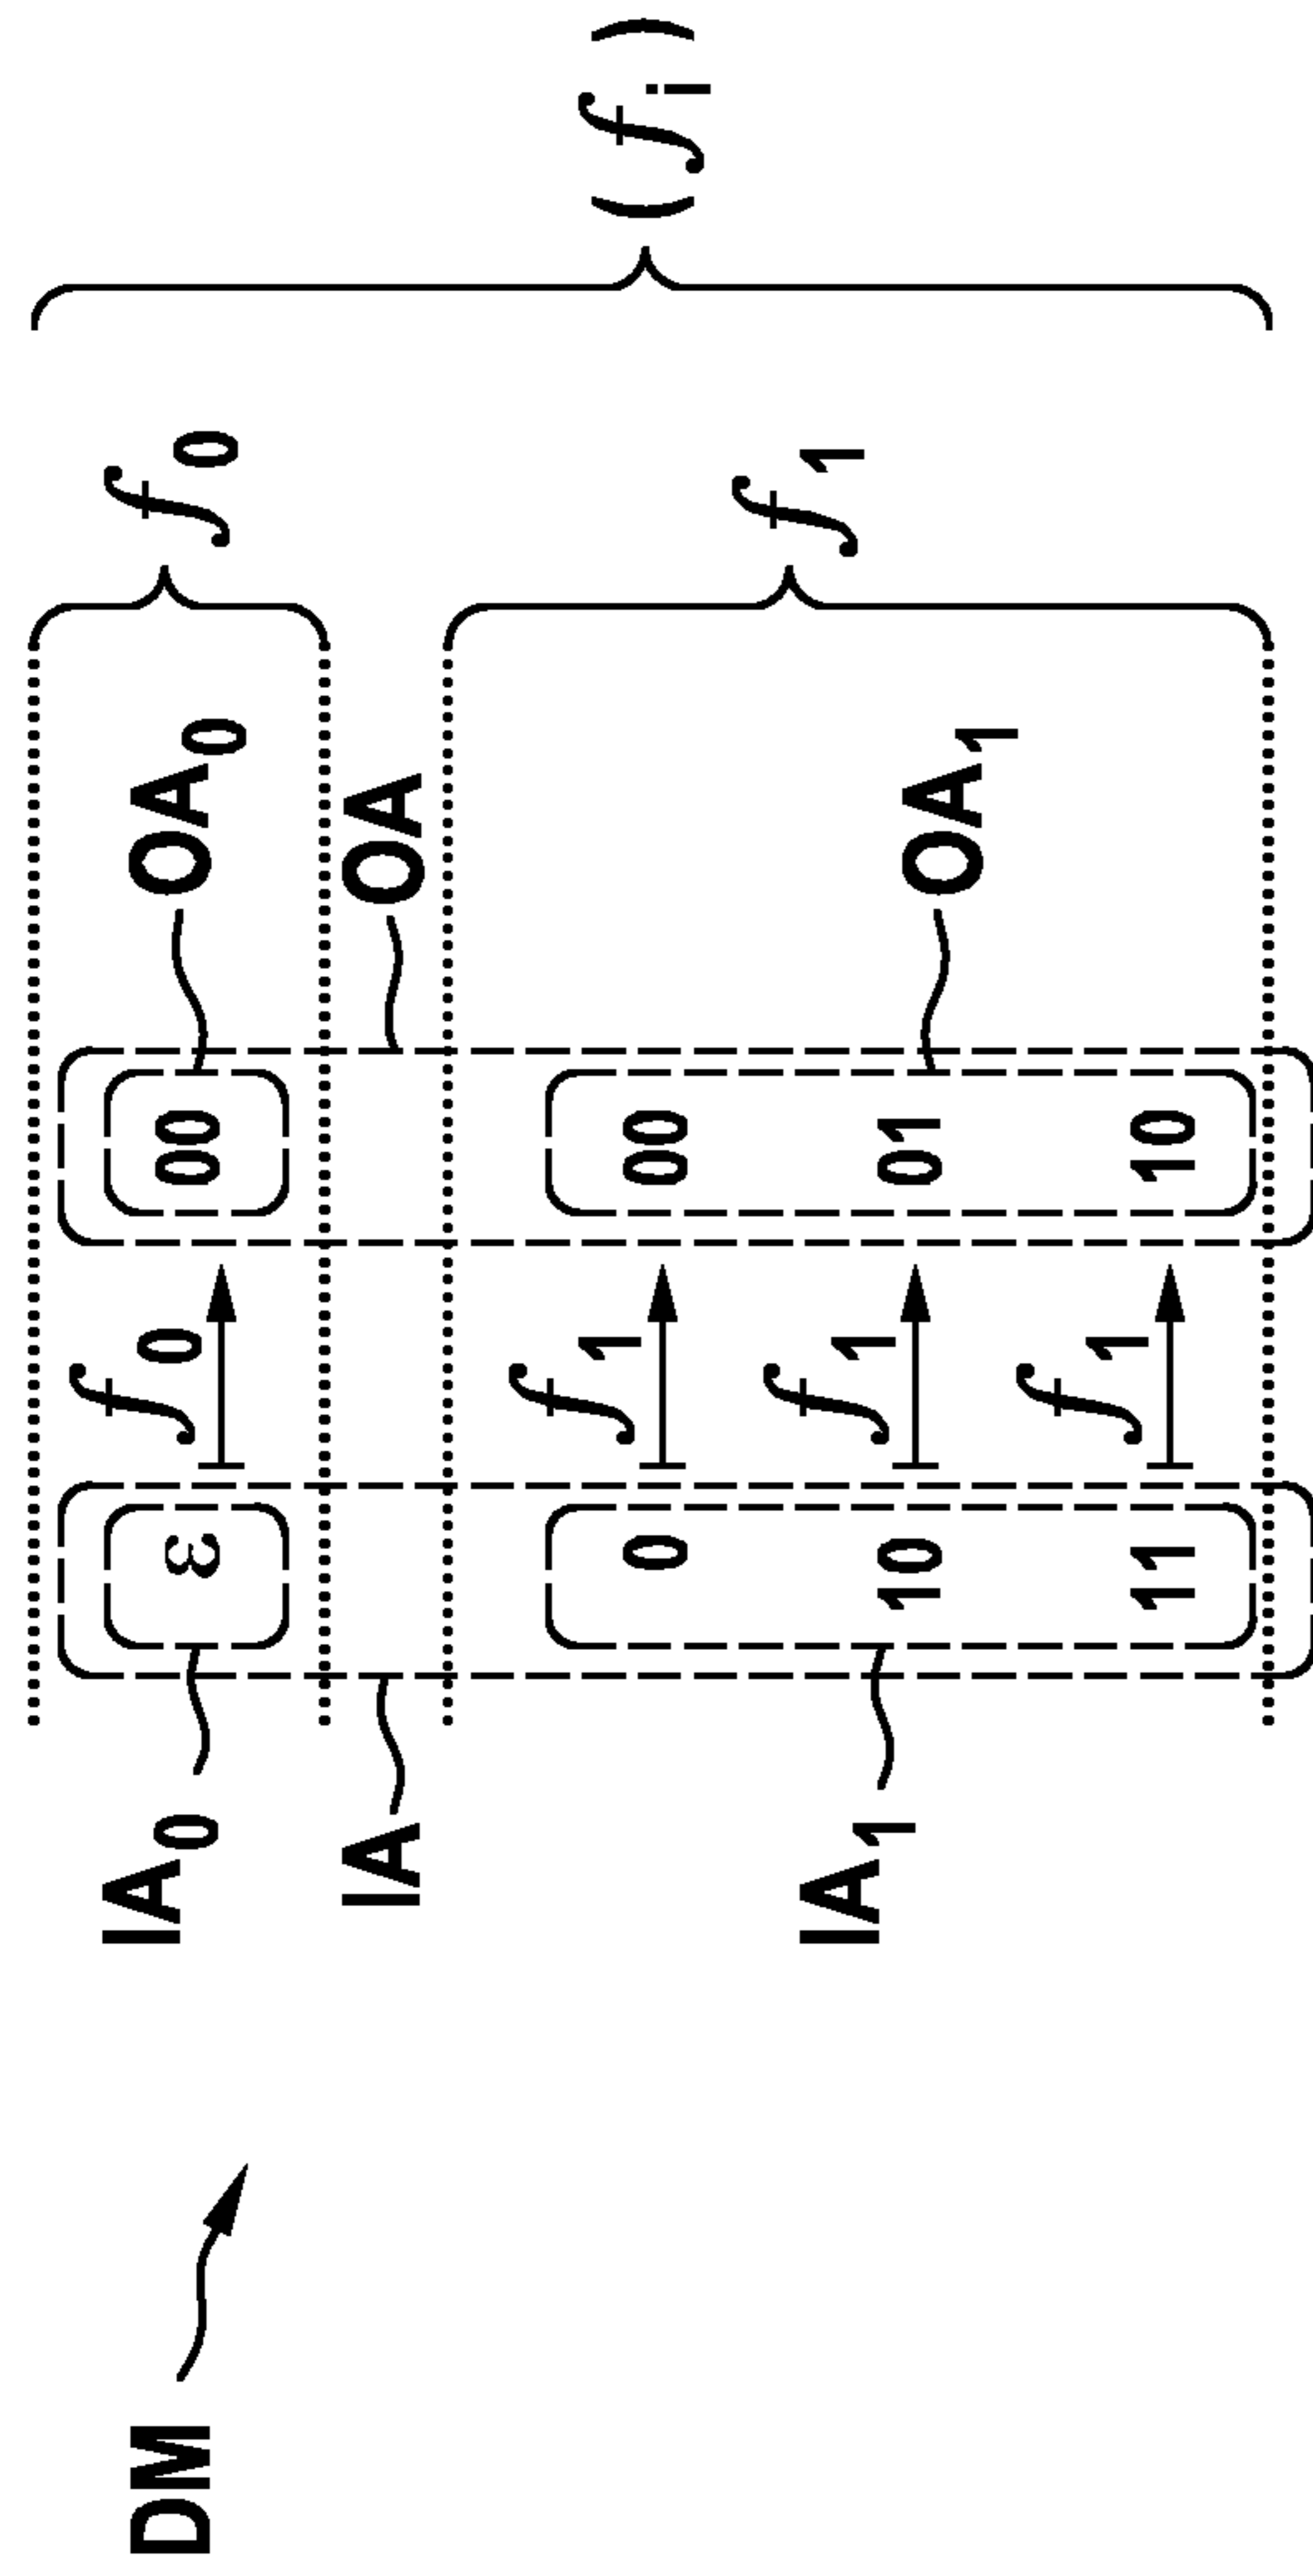 DM
IA₀ ε f₀ 00 OA₀ f₀
IA OA
(fᵢ)
0 f₁ 00
IA₁ 10 f₁ 01 OA₁ f₁
11 f₁ 10